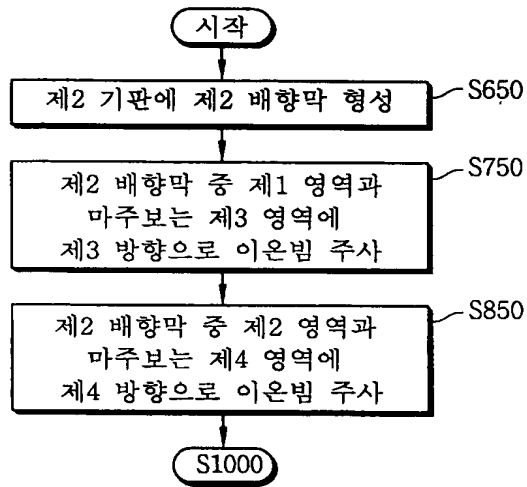 시작
제2 기판에 제2 배향막 형성
S650
제2 배향막 중 제1 영역과
마주보는 제3 영역에
제3 방향으로 이온빔 주사
S750
제2 배향막 중 제2 영역과
마주보는 제4 영역에
제4 방향으로 이온빔 주사
S850
S1000